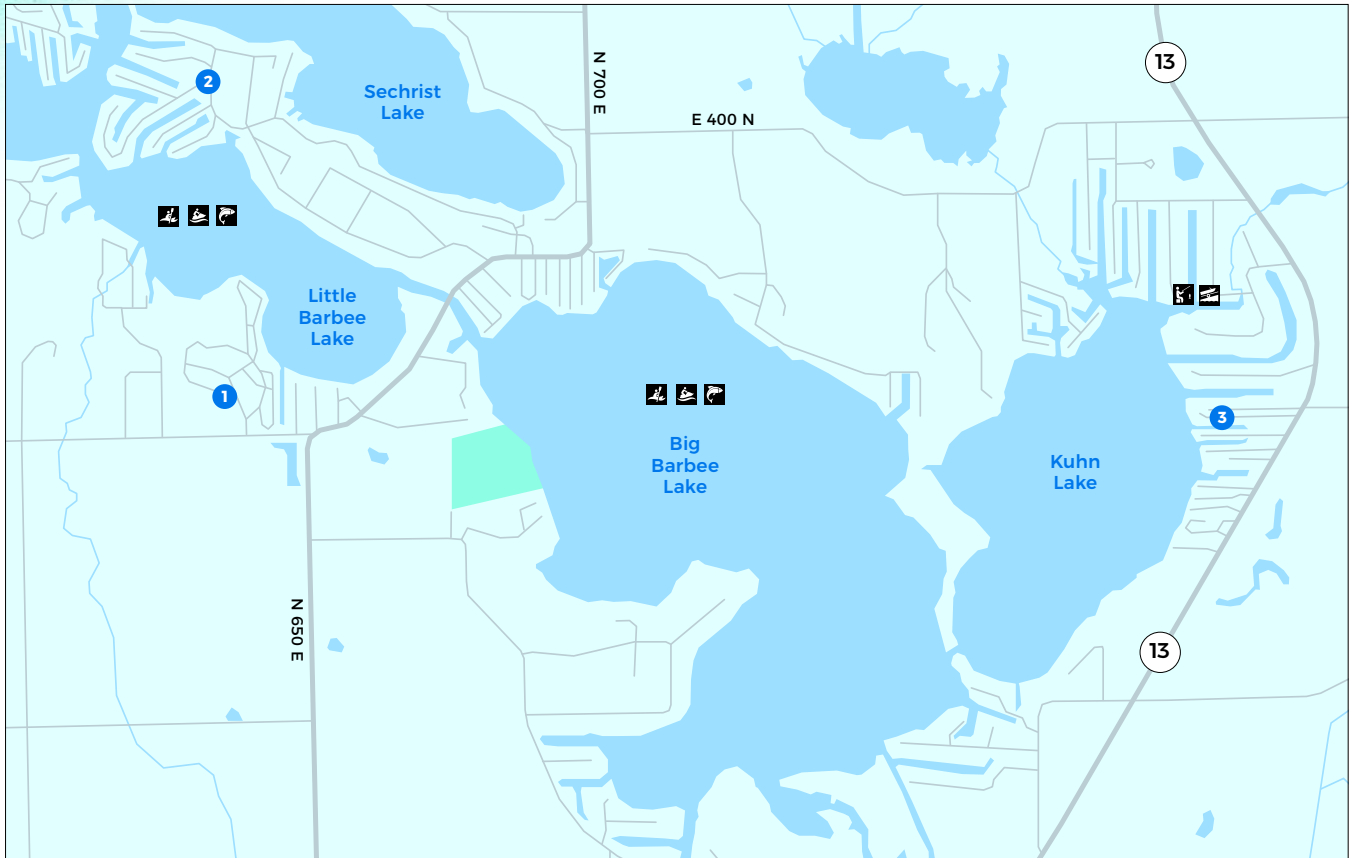 13
N 700 E
2
Sechrist
Lake
E 400 N
Little
Barbee
Lake
1
3
Big
Barbee
Lake
Kuhn
Lake
N 650 E
13